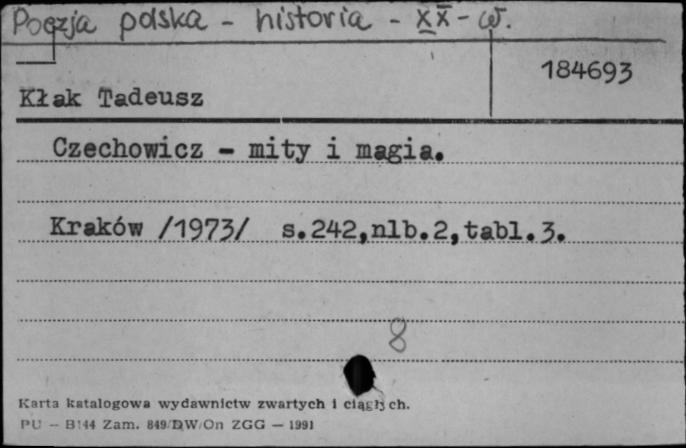 Poezja polska - historia - XX - w.
184693
Kłak Tadeusz
Czechowicz - mity i magia.
Kraków /1973/ s.242,nlb.2,tabl.3.
8
Karta katalogowa wydawnictw zwartych i ciągłych.
PU - B144 Zam. 849/DW/On ZGG - 1991